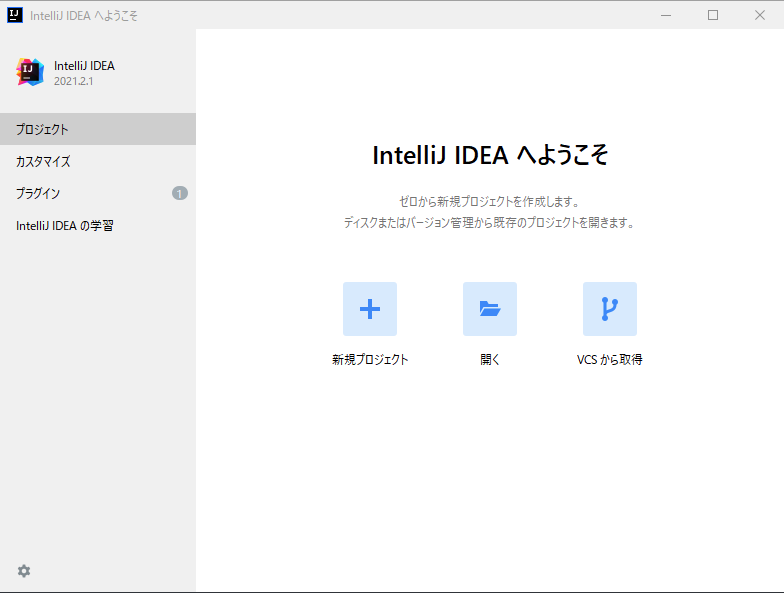 IntelliJ IDEA へようこそ
IntelliJ IDEA
2021.2.1
プロジェクト
カスタマイズ
プラグイン 1
IntelliJ IDEA の学習
IntelliJ IDEA へようこそ
ゼロから新規プロジェクトを作成します。
ディスクまたはバージョン管理から既存のプロジェクトを開きます。
新規プロジェクト
開く
VCS から取得